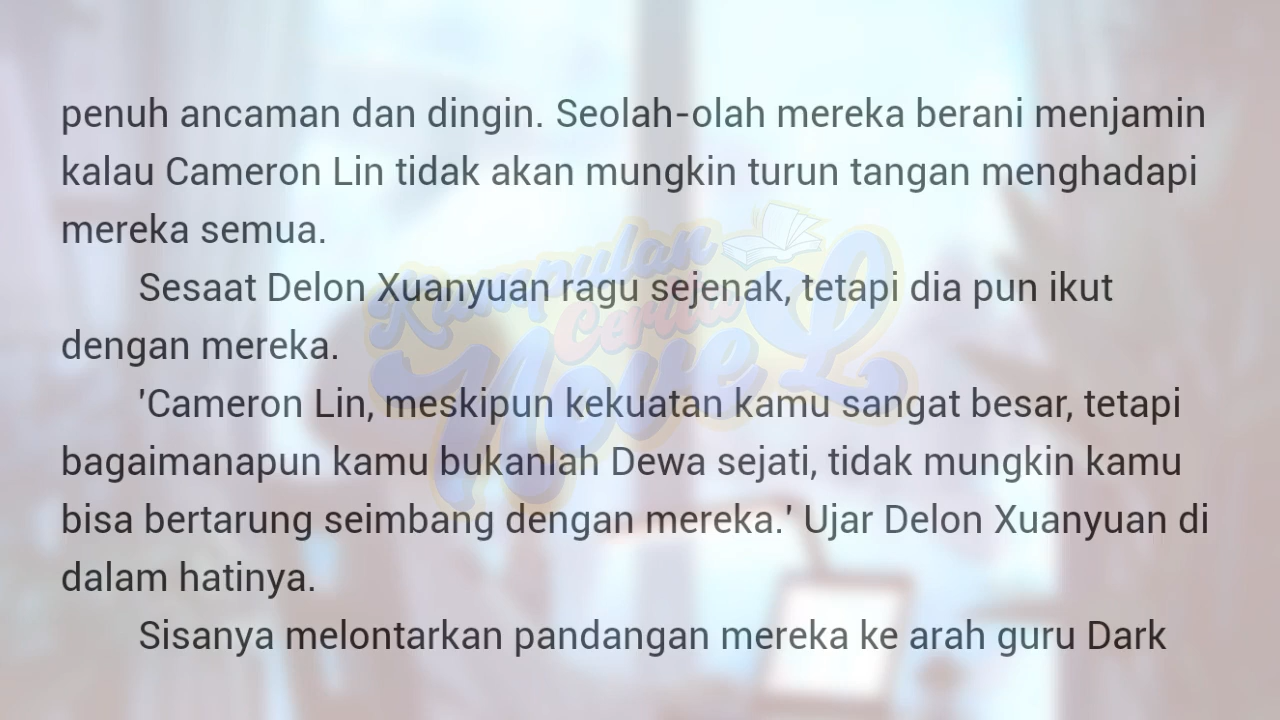 penuh ancaman dan dingin. Seolah-olah mereka berani menjamin
kalau Cameron Lin tidak akan mungkin turun tangan menghadapi
mereka semua.
Sesaat Delon Xuanyuan ragu sejenak, tetapi dia pun ikut
dengan mereka.
'Cameron Lin, meskipun kekuatan kamu sangat besar, tetapi
bagaimanapun kamu bukanlah Dewa sejati, tidak mungkin kamu
bisa bertarung seimbang dengan mereka.' Ujar Delon Xuanyuan di
dalam hatinya.
Sisanya melontarkan pandangan mereka ke arah guru Dark
Kumpulan
Cerita
NoveL